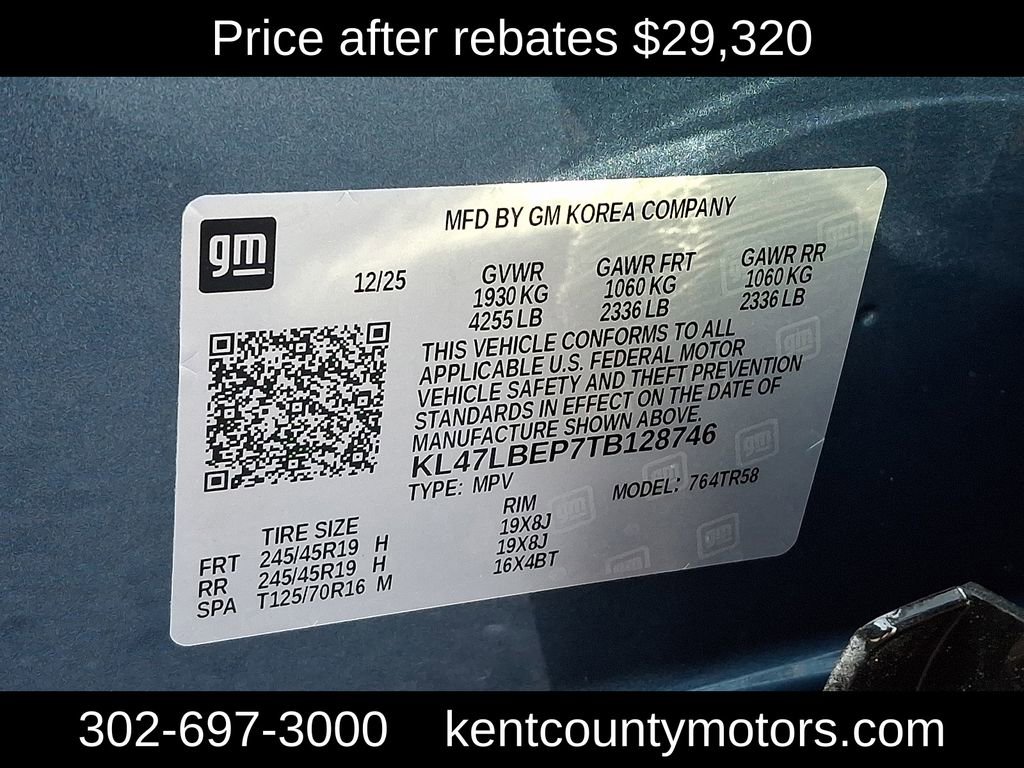 Price after rebates $29,320
MFD BY GM KOREA COMPANY
gm
12/25
GVWR
1930 KG
4255 LB
GAWR FRT
1060 KG
2336 LB
GAWR RR
1060 KG
2336 LB
THIS VEHICLE CONFORMS TO ALL
APPLICABLE U.S. FEDERAL MOTOR
VEHICLE SAFETY AND THEFT PREVENTION
STANDARDS IN EFFECT ON THE DATE OF
MANUFACTURE SHOWN ABOVE.
KL47LBEP7TB128746
TYPE: MPV MODEL: 764TR58
TIRE SIZE RIM
FRT 245/45R19 H 19X8J
RR 245/45R19 H 19X8J
SPA T125/70R16 M 16X4BT
302-697-3000 kentcountymotors.com